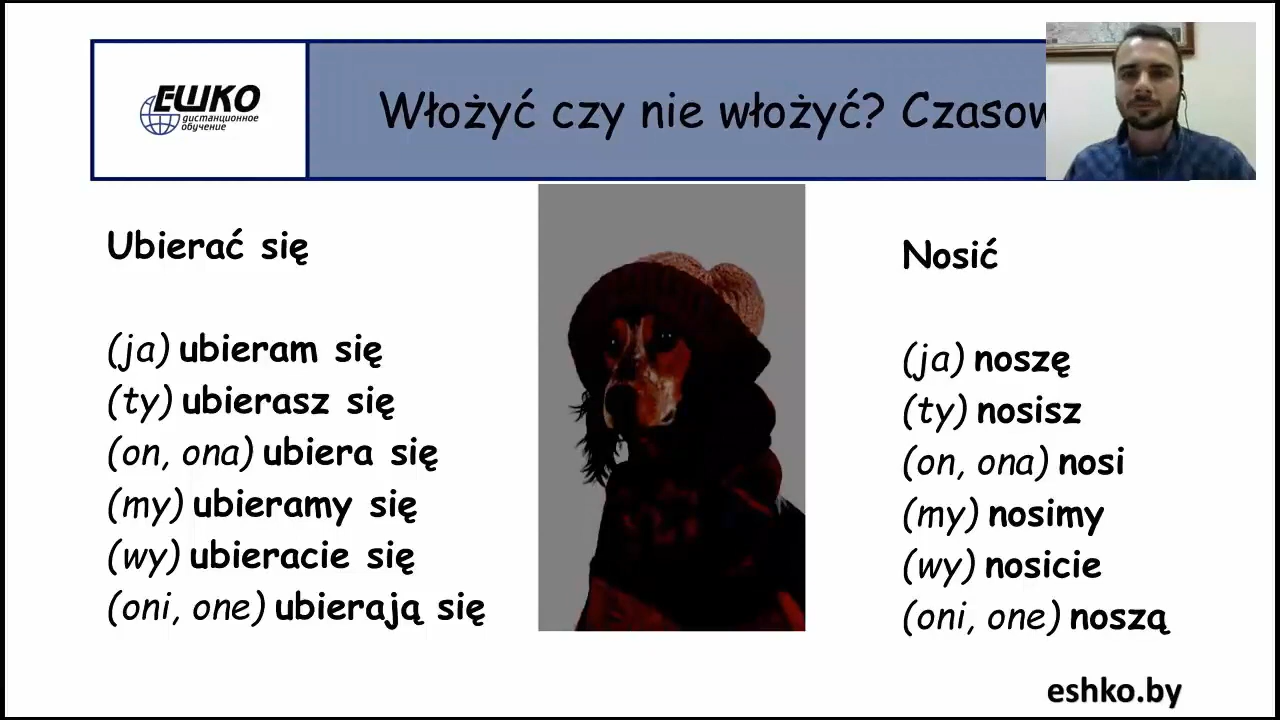 ЕШКО
дистанционное
обучение
Włożyć czy nie włożyć?
Ubierać się
(ja) ubieram się
(ty) ubierasz się
(on, ona) ubiera się
(my) ubieramy się
(wy) ubieracie się
(oni, one) ubierają się
Nosić
(ja) noszę
(ty) nosisz
(on, ona) nosi
(my) nosimy
(wy) nosicie
(oni, one) noszą
eshko.by